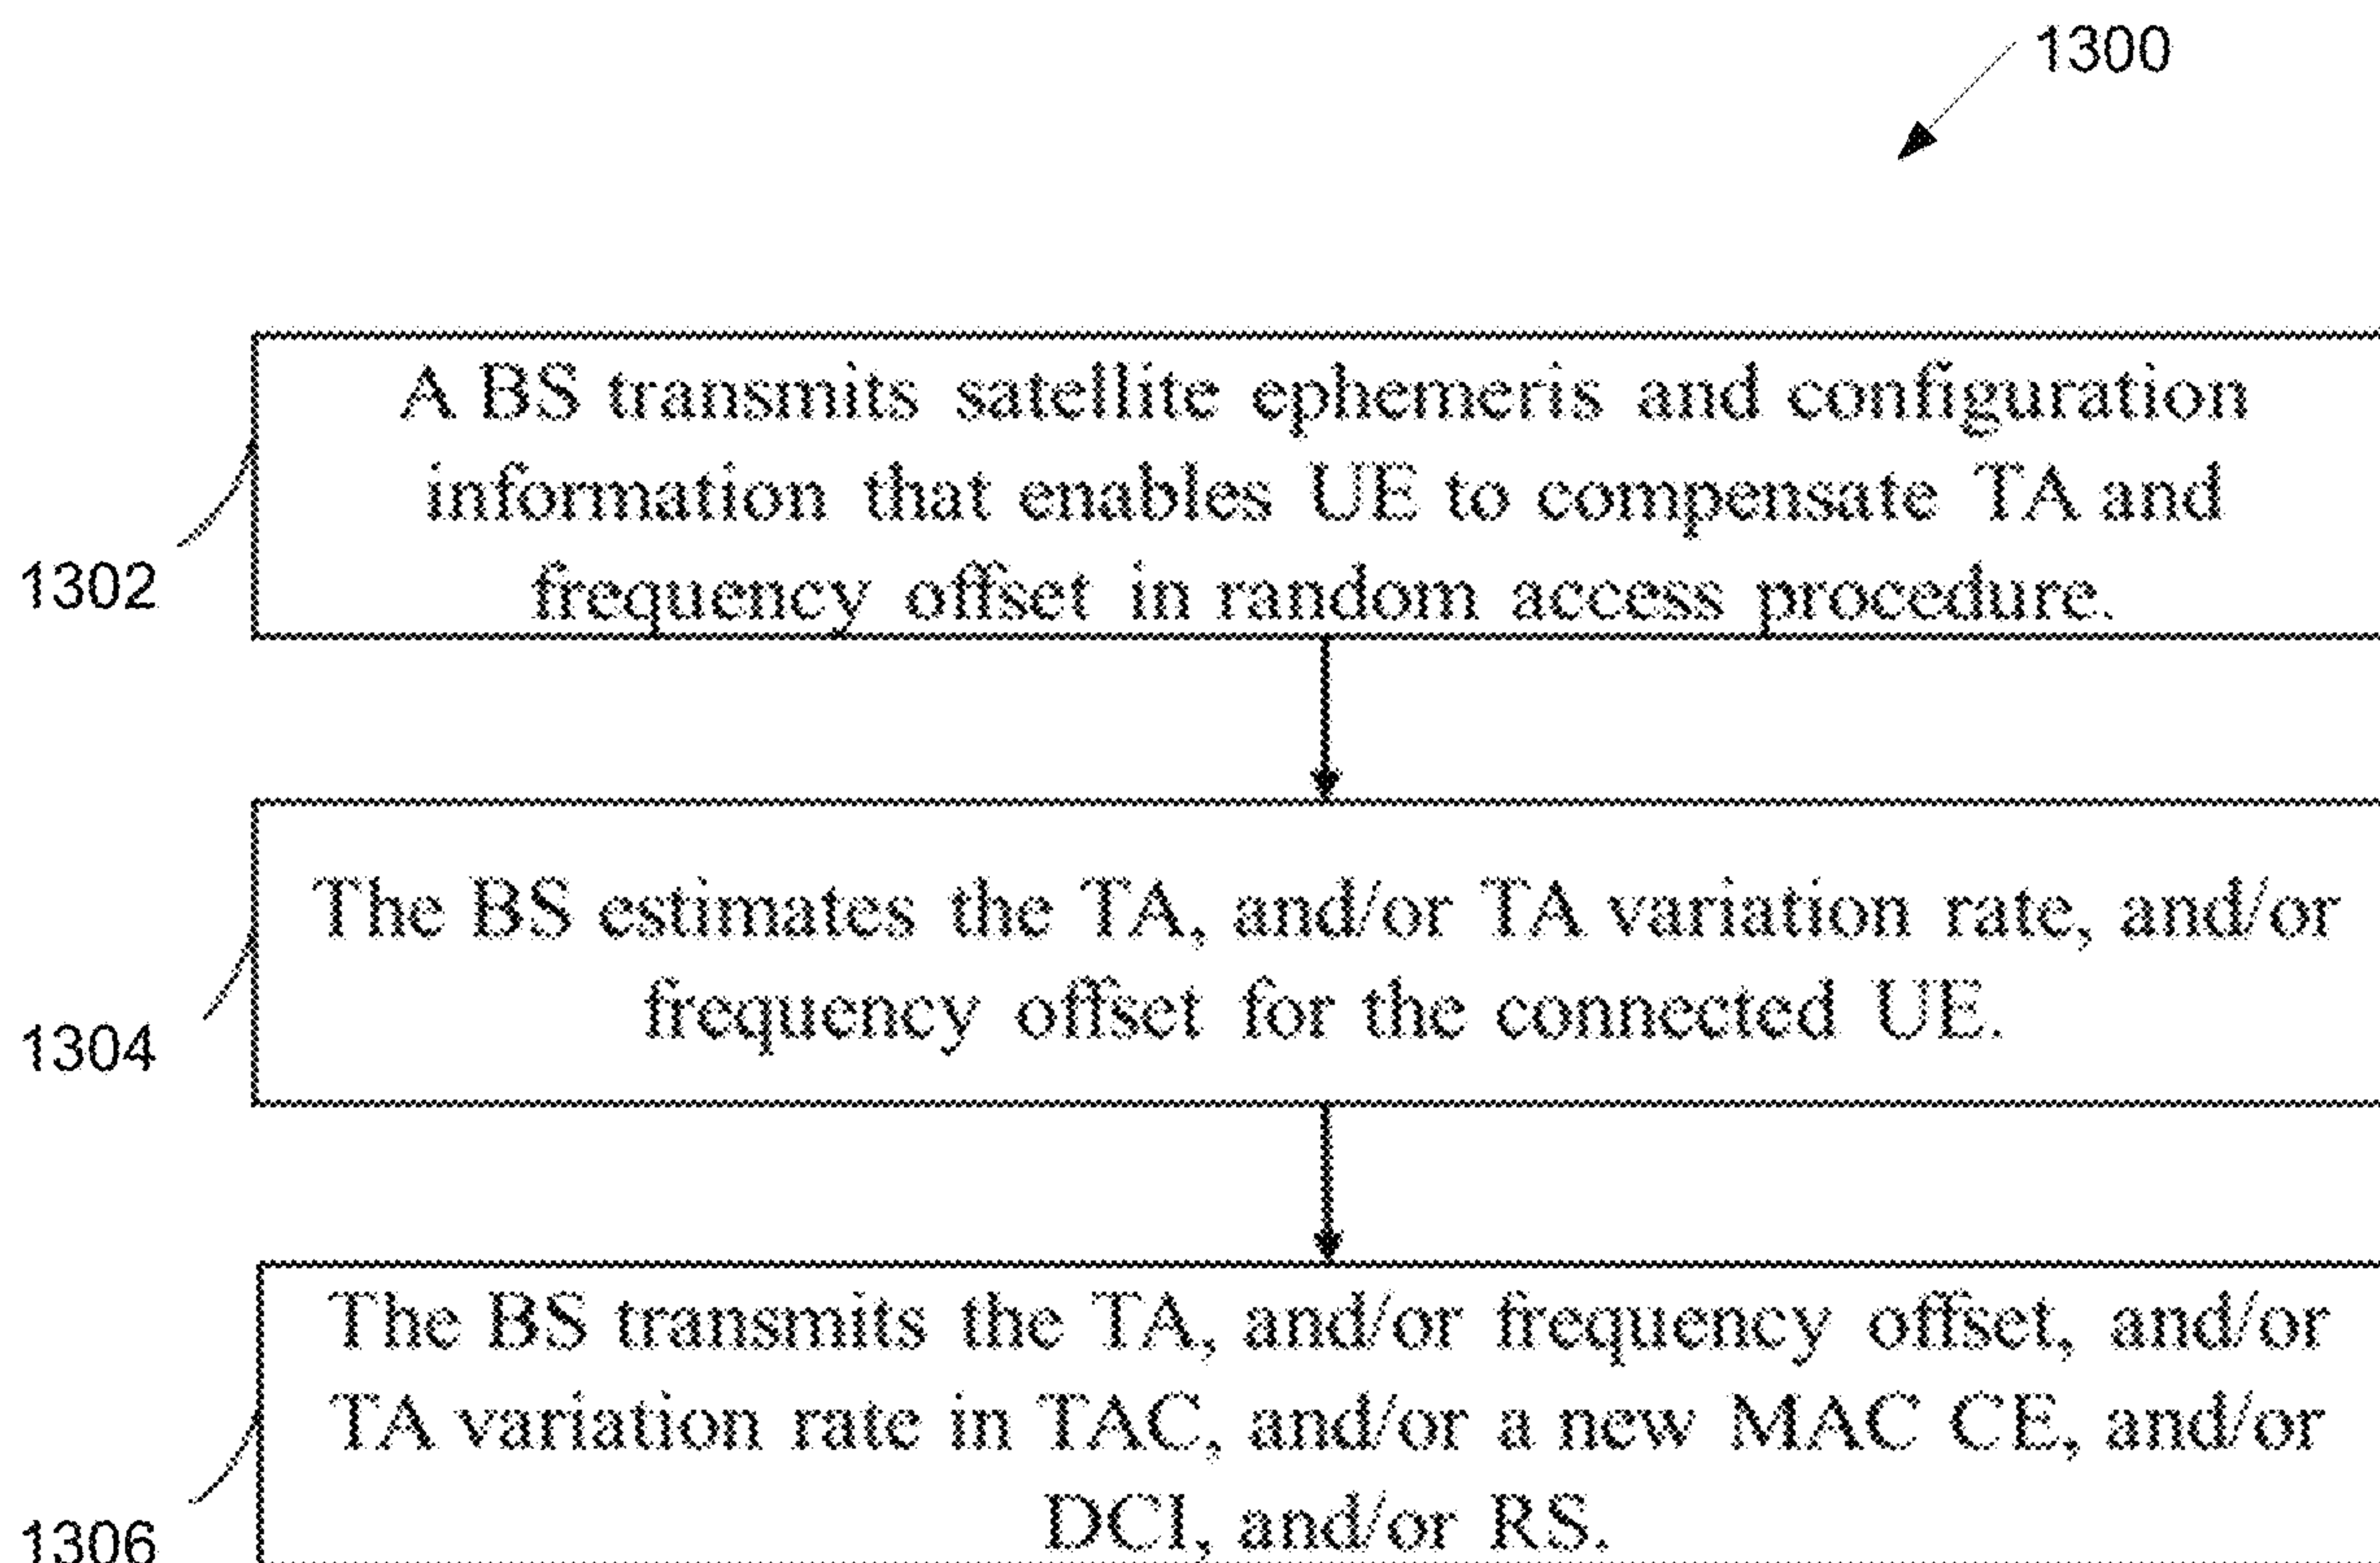 1300
A BS transmits satellite ephemeris and configuration
information that enables UE to compensate TA and
frequency offset in random access procedure.
1302
The BS estimates the TA, and/or TA variation rate, and/or
frequency offset for the connected UE.
1304
The BS transmits the TA, and/or frequency offset, and/or
TA variation rate in TAC, and/or a new MAC CE, and/or
DCI, and/or RS.
1306